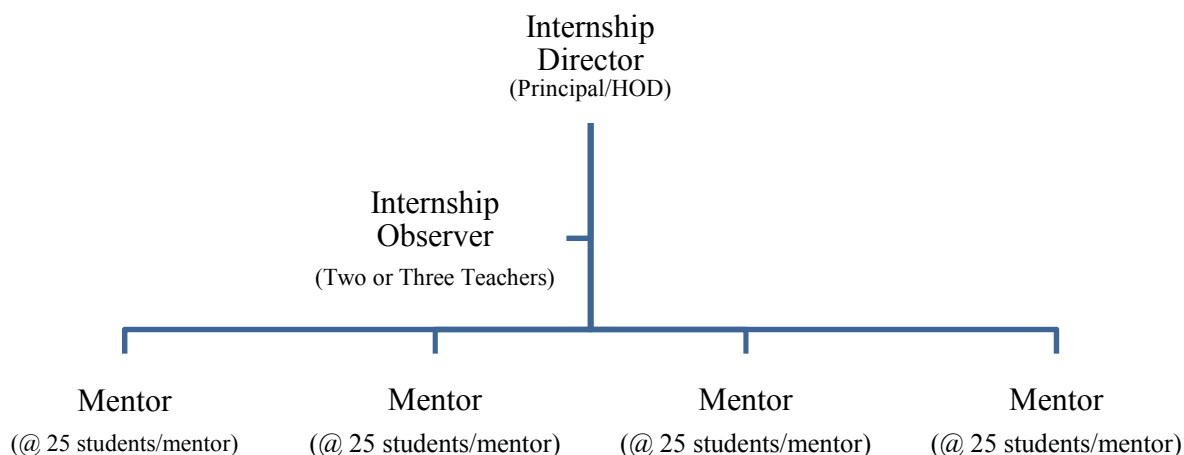 Internship
Director
(Principal/HOD)
Internship
Observer
(Two or Three Teachers)
Mentor
(@ 25 students/mentor)
Mentor
(@ 25 students/mentor)
Mentor
(@ 25 students/mentor)
Mentor
(@ 25 students/mentor)